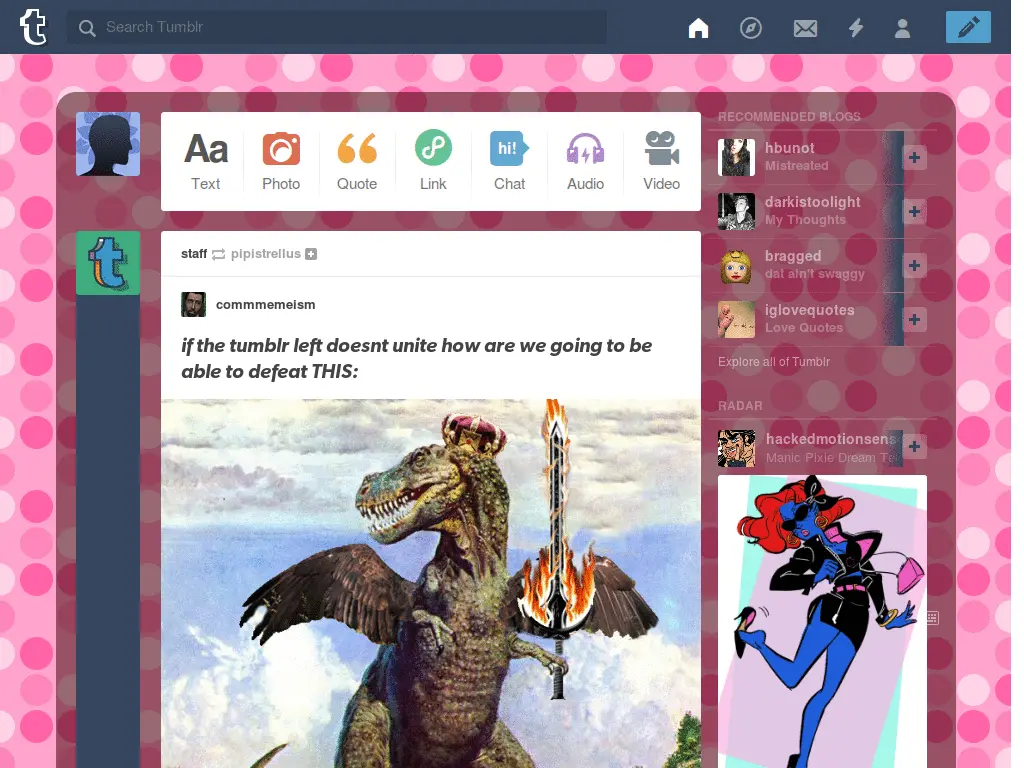 Search Tumblr
Aa
hi!
Text
Photo
Quote
Link
Chat
Audio
Video
staff pipistrellus
commmemeism
if the tumblr left doesnt unite how are we going to be
able to defeat THIS:
RECOMMENDED BLOGS
hbunot
Mistreated
darkistoolight
My Thoughts
bragged
dat ain't swaggy
iglovequotes
Love Quotes
Explore all of Tumblr
RADAR
hackedmotionsens
Manic Pixie Dream